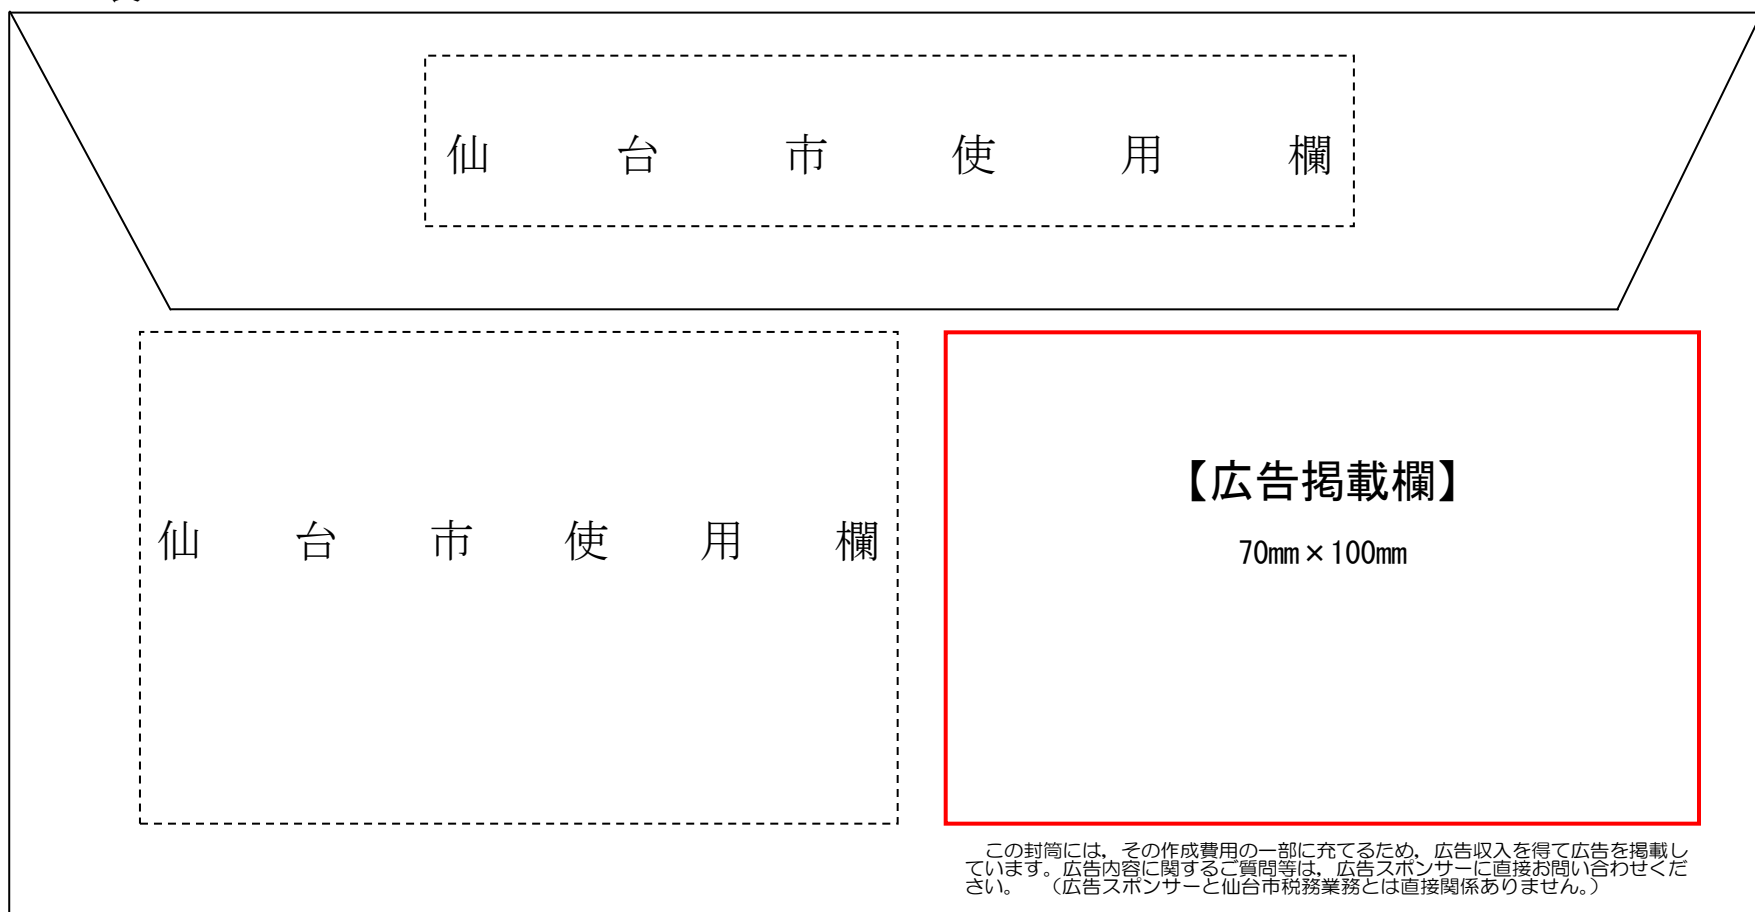 仙台市使用欄
仙台市使用欄
【広告掲載欄】
70mm×100mm
この封筒には，その作成費用の一部に充てるため，広告収入を得て広告を掲載し
ています。広告内容に関するご質問等は，広告スポンサーに直接お問い合わせくだ
さい。　（広告スポンサーと仙台市税務業務とは直接関係ありません。）